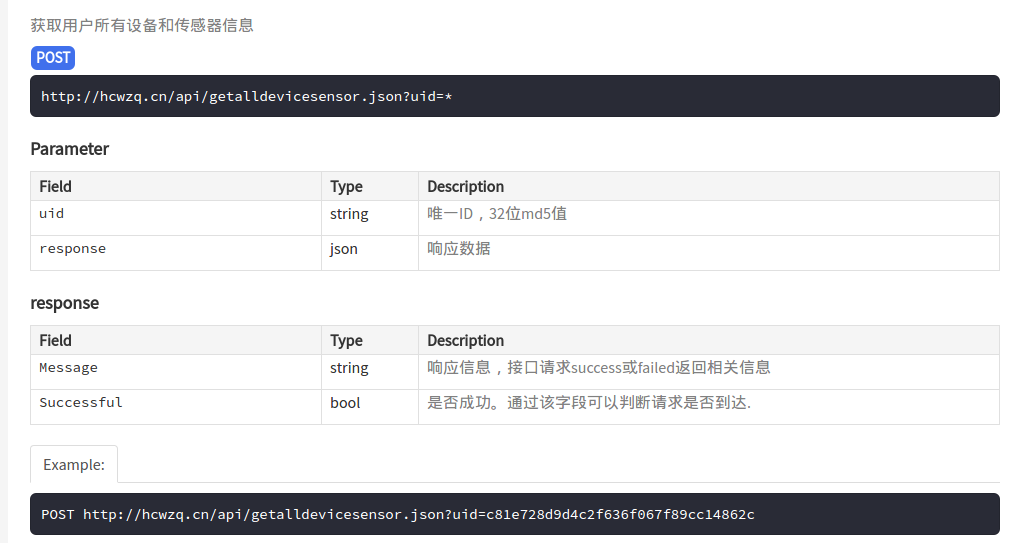 获取用户所有设备和传感器信息
POST
http://hcwzq.cn/api/getalldevicesensor.json?uid=*
Parameter
Field Type Description
uid string 唯一ID，32位md5值
response json 响应数据
response
Field Type Description
Message string 响应信息，接口请求success或failed返回相关信息
Successful bool 是否成功。通过该字段可以判断请求是否到达.
Example:
POST http://hcwzq.cn/api/getalldevicesensor.json?uid=c81e728d9d4c2f636f067f89cc14862c